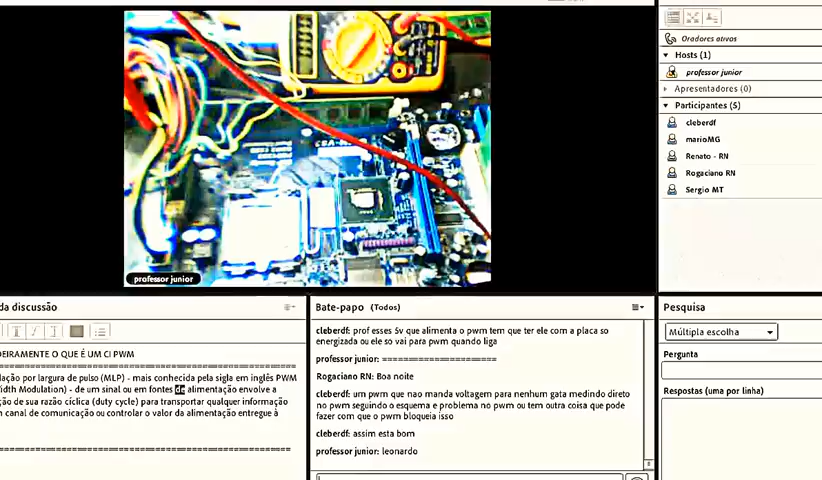 professor junior
Oradores ativos
Hosts (1)
professor junior
Apresentadores (0)
Participantes (5)
cleberdf
marioMG
Renato - RN
Rogaciano RN
Sergio MT
da discussão
DEIRAMENTE O QUE É UM CI PWM
lação por largura de pulso (MLP) - mais conhecida pela sigla em inglês PWM
Width Modulation) - de um sinal ou em fontes de alimentação envolve a
ção de sua razão cíclica (duty cycle) para transportar qualquer informação
m canal de comunicação ou controlar o valor da alimentação entregue à
Bate-papo (Todos)
cleberdf: prof esses 5v que alimenta o pwm tem que ter ele com a placa so
energizada ou ele so vai para pwm quando liga
professor junior: =======================
Rogaciano RN: Boa noite
cleberdf: um pwm que nao manda voltagem para nenhum gata medindo direto
no pwm seguindo o esquema e problema no pwm ou tem outra coisa que pode
fazer com que o pwm bloqueia isso
cleberdf: assim esta bom
professor junior: leonardo
Pesquisa
Múltipla escolha
Pergunta
Respostas (uma por linha)